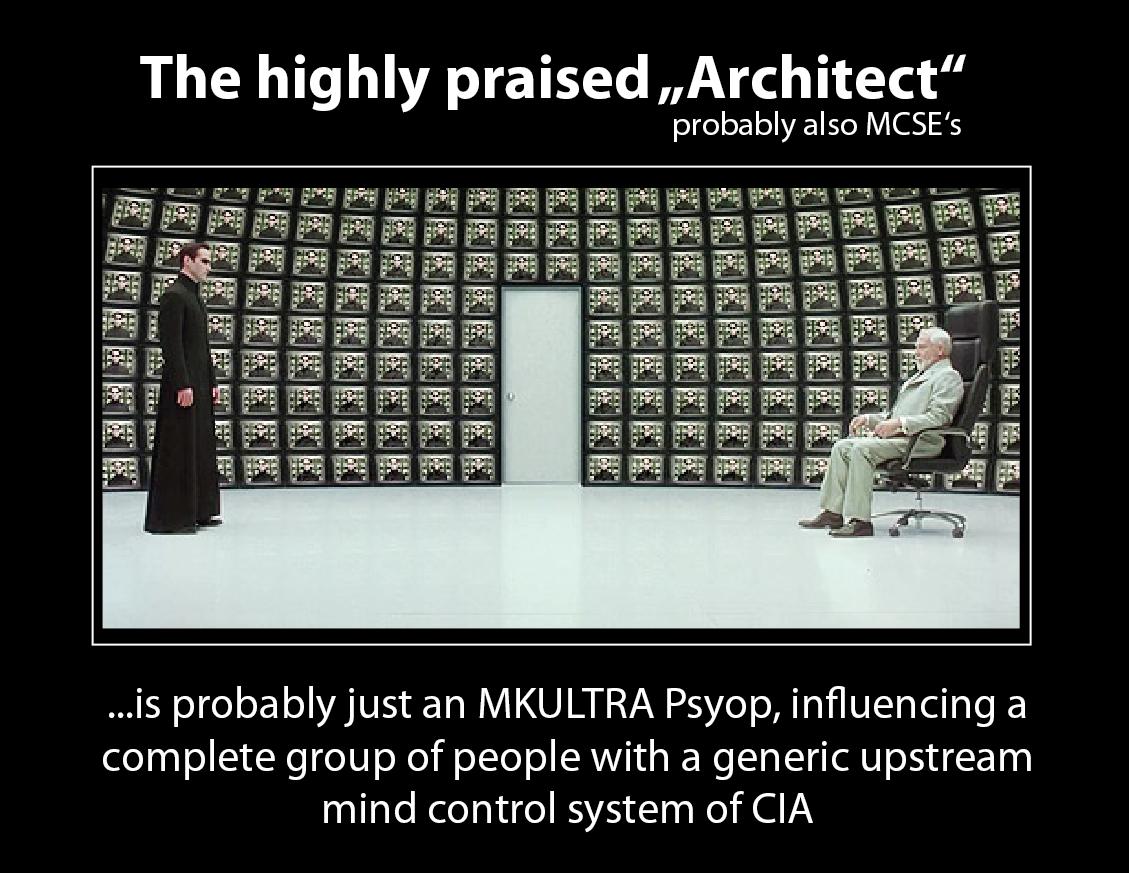 The highly praised „Architect“
probably also MCSE‘s
...is probably just an MKULTRA Psyop, influencing a
complete group of people with a generic upstream
mind control system of CIA